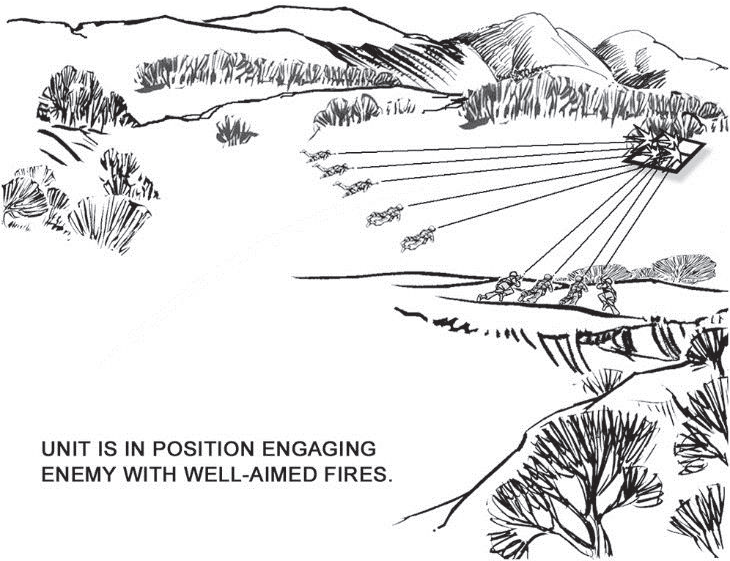 UNIT IS IN POSITION ENGAGING
ENEMY WITH WELL-AIMED FIRES.